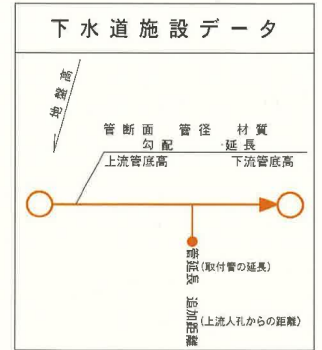 下水道施設データ
地盤高
管断面 管径 材質
勾配 延長
上流管底高 下流管底高
管延長 (取付管の延長)
追加距離 (上流人孔からの距離)